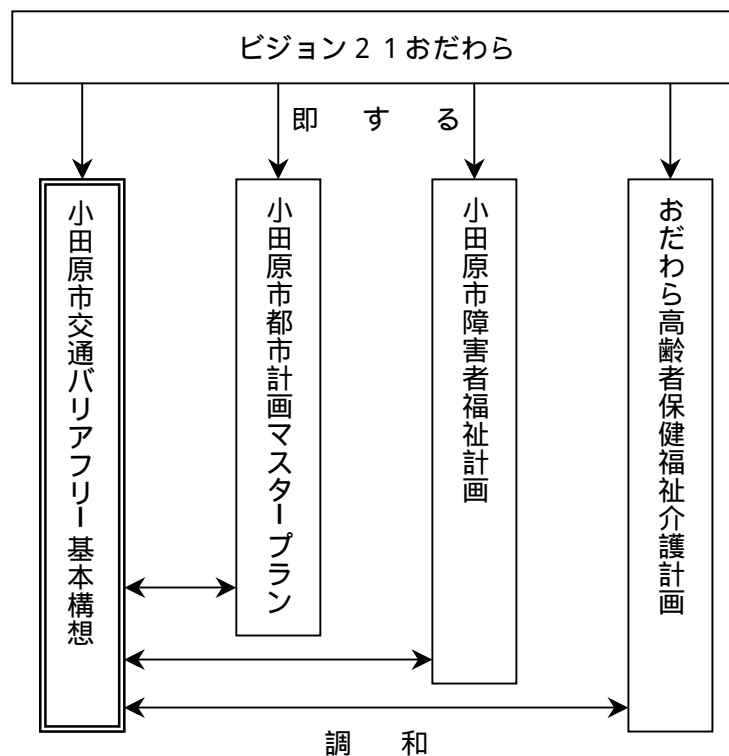 ビジョン２１おだわら
即する
小田原市交通バリアフリー基本構想
小田原市都市計画マスタープラン
小田原市障害者福祉計画
おだわら高齢者保健福祉介護計画
調和